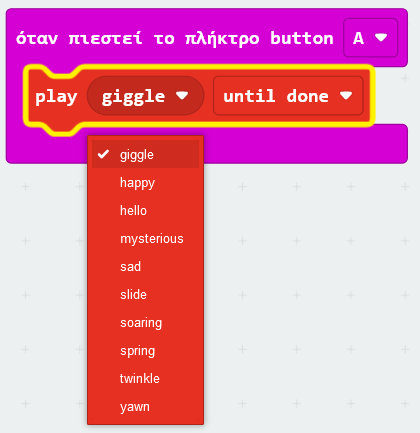 όταν πιεστεί το πλήκτρο button A
play giggle until done
giggle
happy
hello
mysterious
sad
slide
soaring
spring
twinkle
yawn